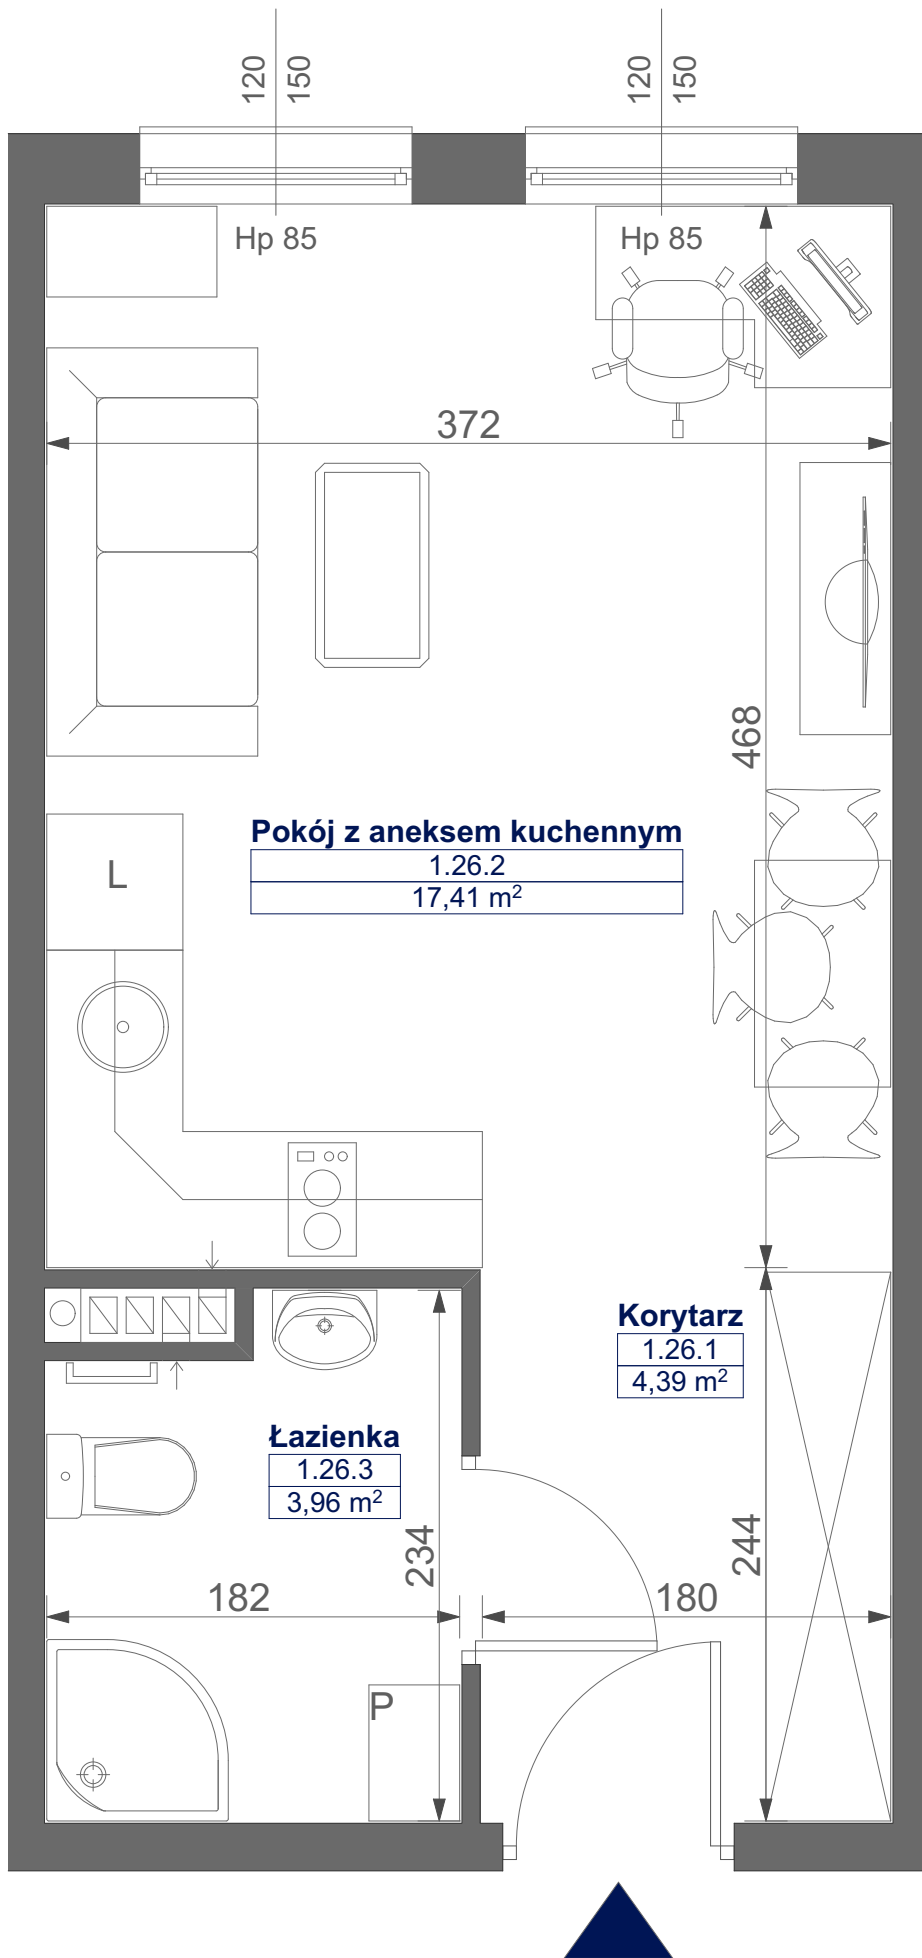 120
150
120
150
Hp 85
Hp 85
372
468
Pokój z aneksem kuchennym
1.26.2
17,41 m²
L
Korytarz
1.26.1
4,39 m²
Łazienka
1.26.3
3,96 m²
234
244
182
180
P